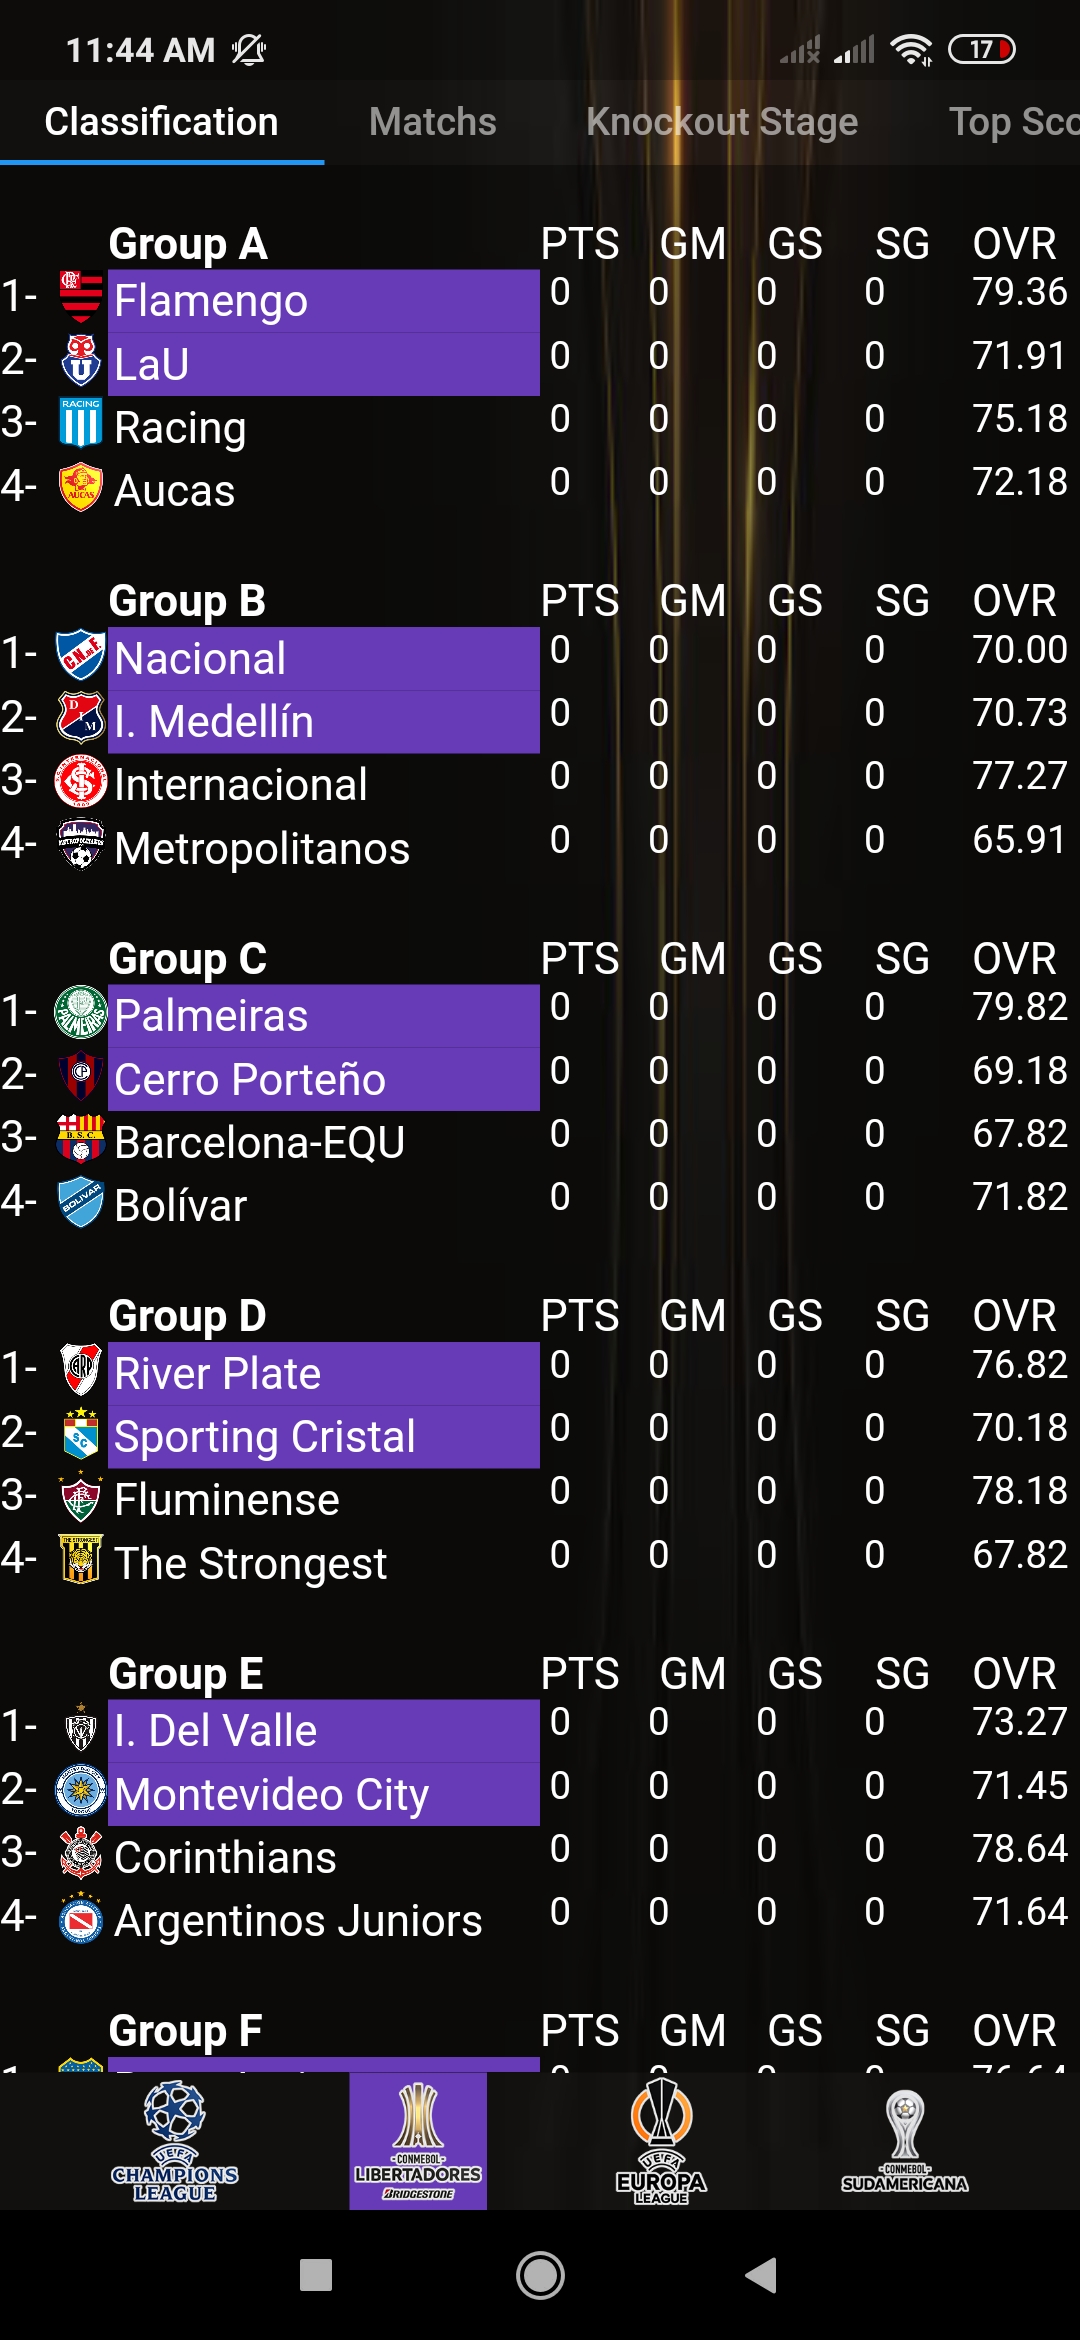 11:44 AM 17
Classification Matchs Knockout Stage Top Sco
Group A PTS GM GS SG OVR
1- Flamengo 0 0 0 0 79.36
2- LaU 0 0 0 0 71.91
3- RACING Racing 0 0 0 0 75.18
4- AUCAS Aucas 0 0 0 0 72.18
Group B PTS GM GS SG OVR
1- C.N. de F. Nacional 0 0 0 0 70.00
2- D I M I. Medellín 0 0 0 0 70.73
3- Internacional 0 0 0 0 77.27
4- Metropolitanos 0 0 0 0 65.91
Group C PTS GM GS SG OVR
1- PALMEIRAS Palmeiras 0 0 0 0 79.82
2- CP Cerro Porteño 0 0 0 0 69.18
3- B.S.C. Barcelona-EQU 0 0 0 0 67.82
4- BOLIVAR Bolívar 0 0 0 0 71.82
Group D PTS GM GS SG OVR
1- CARP River Plate 0 0 0 0 76.82
2- SC Sporting Cristal 0 0 0 0 70.18
3- Fluminense 0 0 0 0 78.18
4- The Strongest 0 0 0 0 67.82
Group E PTS GM GS SG OVR
1- I. Del Valle 0 0 0 0 73.27
2- Montevideo City 0 0 0 0 71.45
3- Corinthians 0 0 0 0 78.64
4- Argentinos Juniors 0 0 0 0 71.64
Group F PTS GM GS SG OVR
UEFA CHAMPIONS LEAGUE
CONMEBOL LIBERTADORES BRIDGESTONE
UEFA EUROPA LEAGUE
CONMEBOL SUDAMERICANA